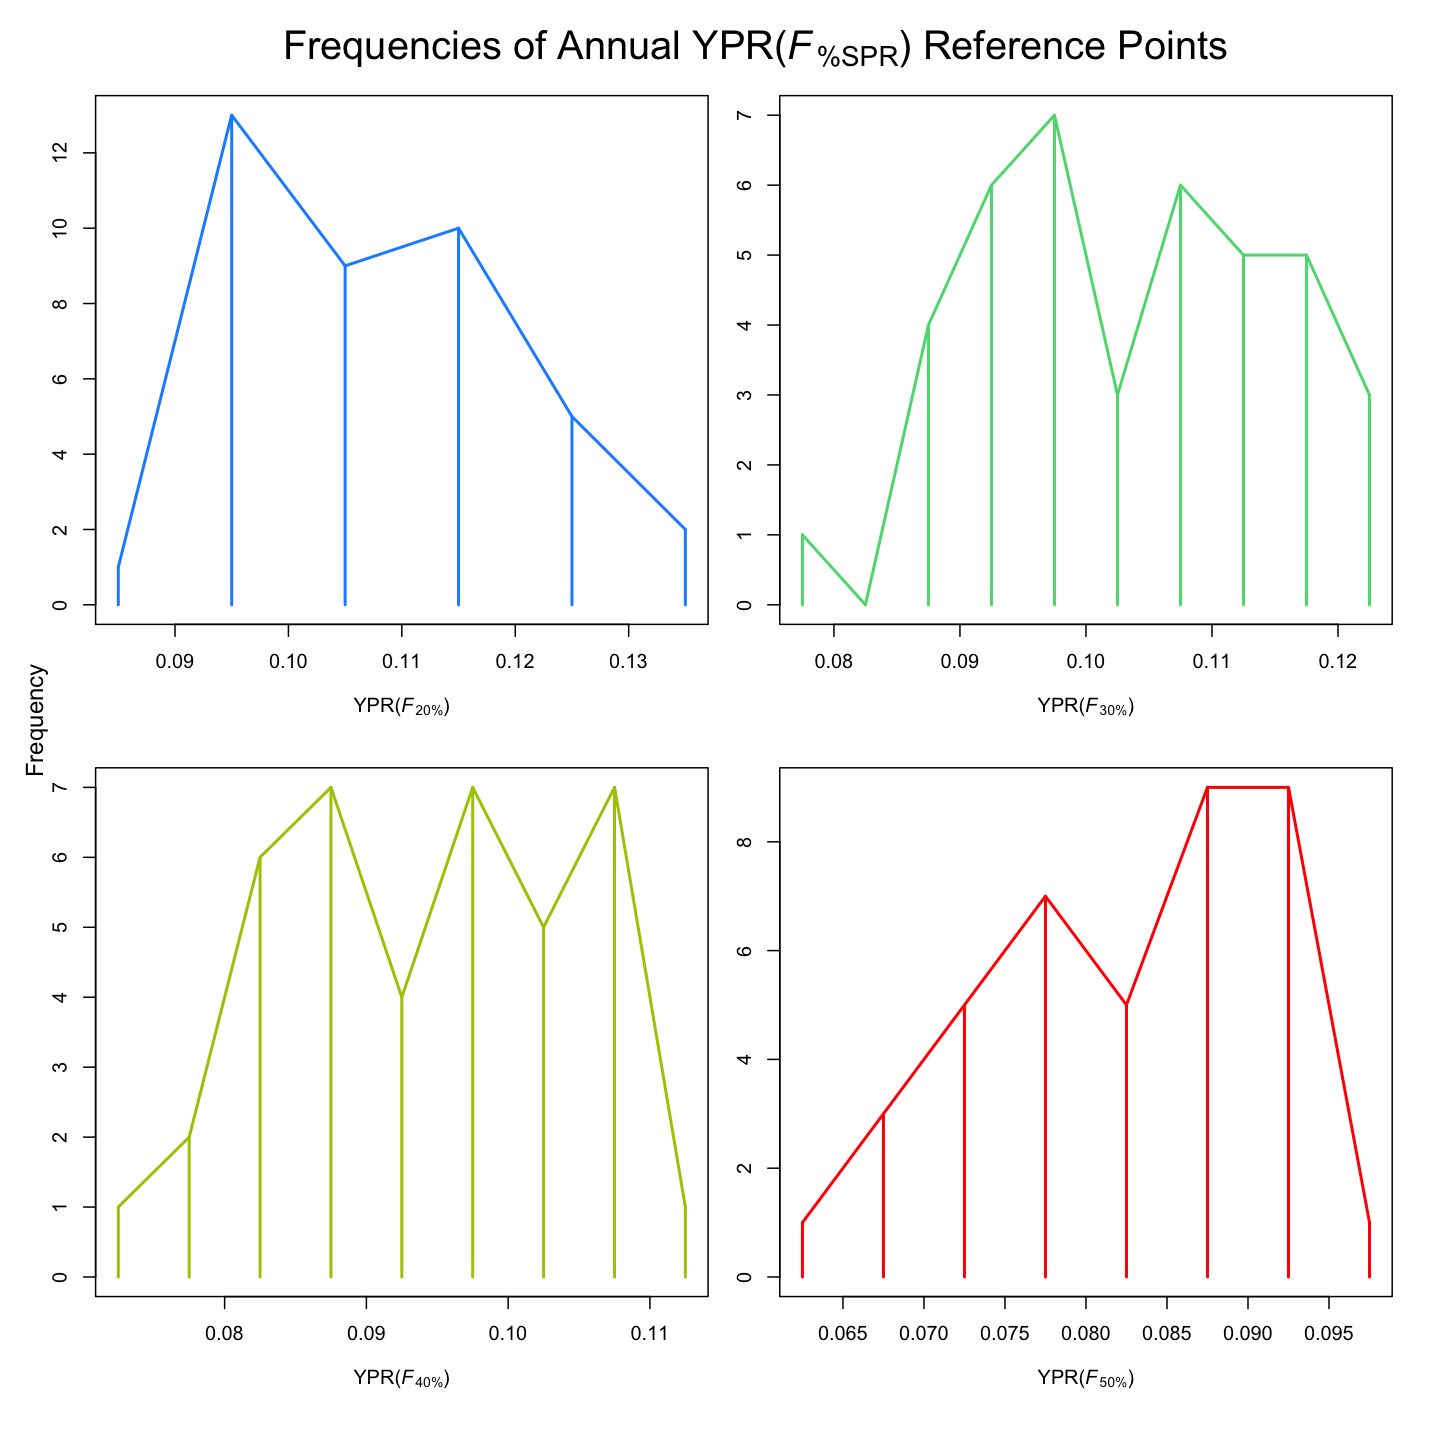 Frequencies of Annual YPR(F%SPR) Reference Points
Frequency
0 2 4 6 8 10 12
0.09 0.10 0.11 0.12 0.13
YPR(F20%)
0 1 2 3 4 5 6 7
0.08 0.09 0.10 0.11 0.12
YPR(F30%)
0 1 2 3 4 5 6 7
0.08 0.09 0.10 0.11
YPR(F40%)
0 2 4 6 8
0.065 0.070 0.075 0.080 0.085 0.090 0.095
YPR(F50%)